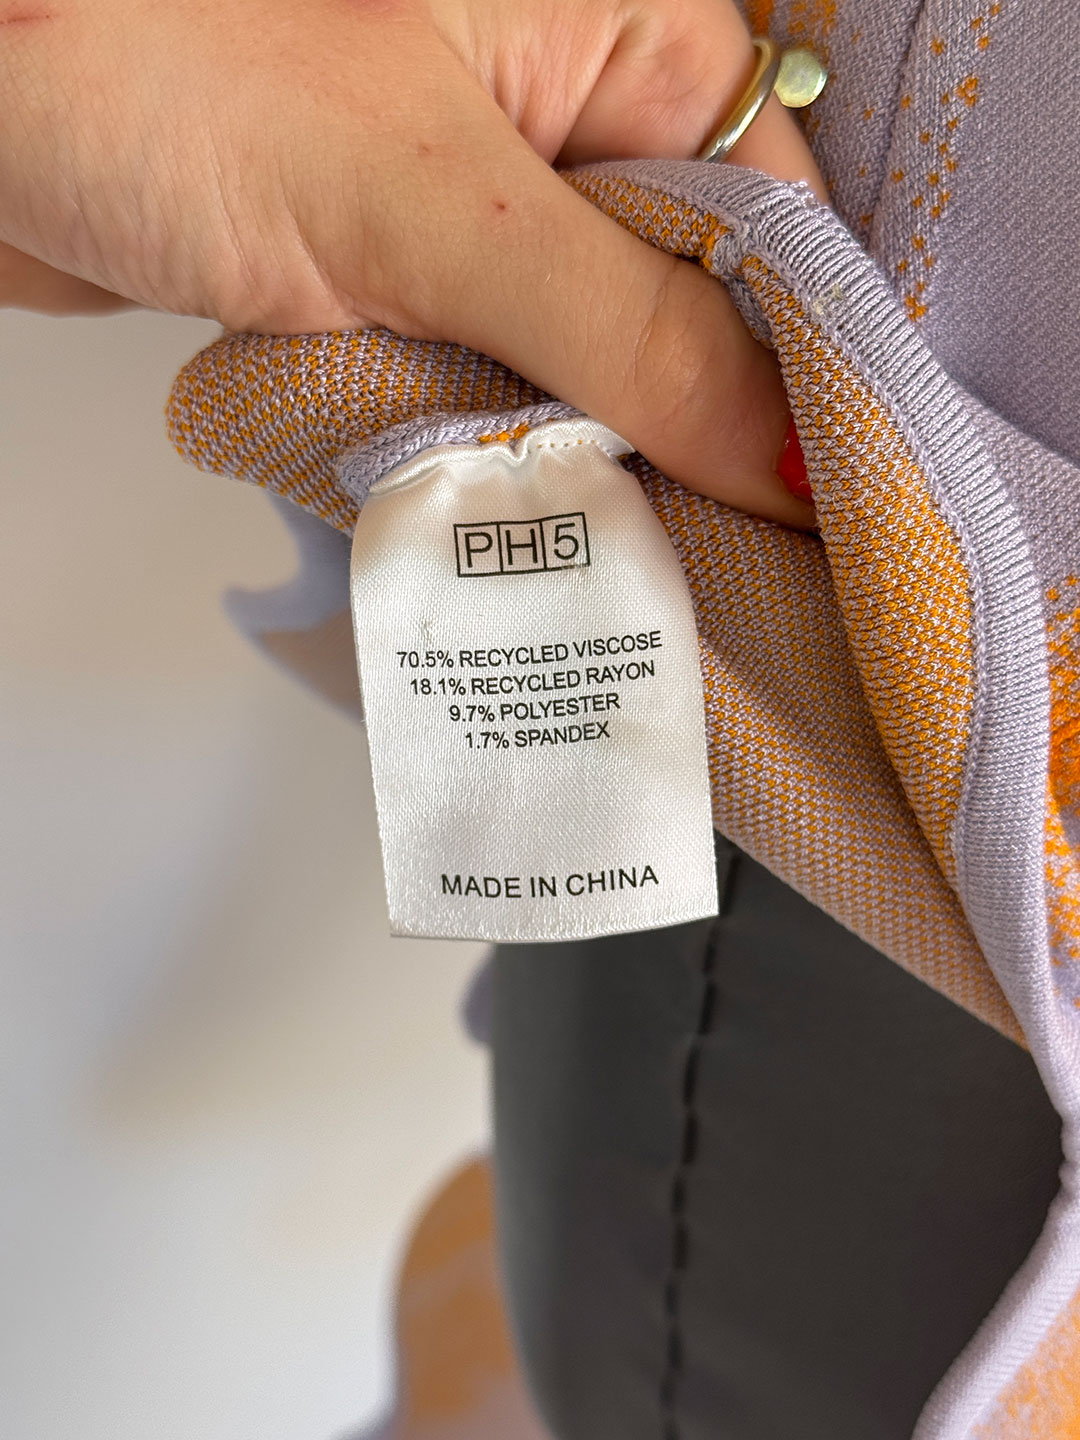 PH5
70.5% RECYCLED VISCOSE
18.1% RECYCLED RAYON
9.7% POLYESTER
1.7% SPANDEX
MADE IN CHINA